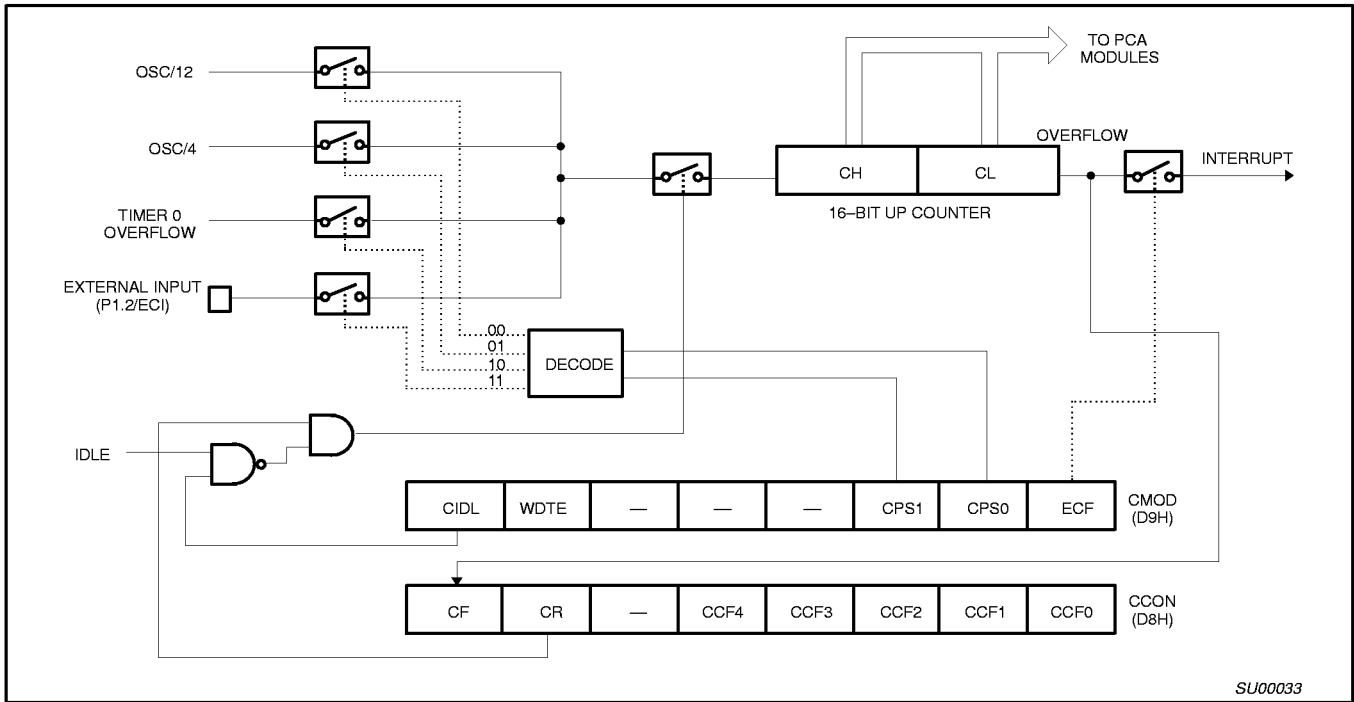 TO PCA
MODULES
OSC/12
OSC/4
OVERFLOW
INTERRUPT
CH
CL
16–BIT UP COUNTER
TIMER 0
OVERFLOW
EXTERNAL INPUT
(P1.2/ECI)
00
01
10
11
DECODE
IDLE
CIDL
WDTE
—
—
—
CPS1
CPS0
ECF
CMOD
(D9H)
CF
CR
—
CCF4
CCF3
CCF2
CCF1
CCF0
CCON
(D8H)
SU00033